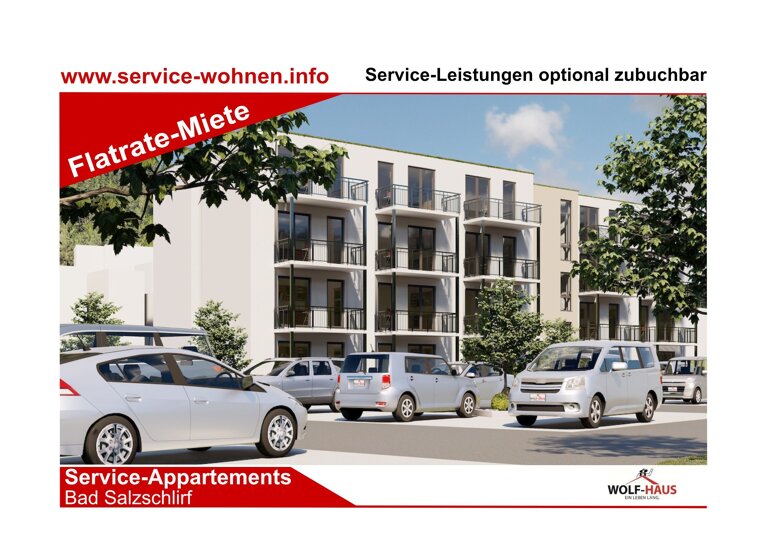 www.service-wohnen.info
Service-Leistungen optional zubuchbar
Flatrate-Miete
Service-Appartements
Bad Salzschlirf
WOLF-HAUS
EIN LEBEN LANG.